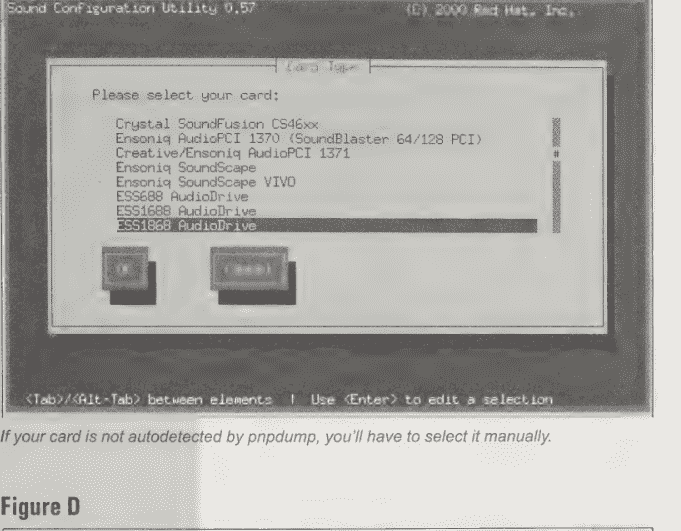 Sound Configuration Utility 0.57 (C) 2000 Red Hat, Inc.
Card Type
Please select your card:
Crystal SoundFusion CS46xx
Ensoniq AudioPCI 1370 (SoundBlaster 64/128 PCI)
Creative/Ensoniq AudioPCI 1371
Ensoniq SoundScape
Ensoniq SoundScape VIVO
ESS688 AudioDrive
ESS1688 AudioDrive
ESS1868 AudioDrive
<Tab>/<Alt-Tab> between elements | Use <Enter> to edit a selection
If your card is not autodetected by pnpdump, you'll have to select it manually.
Figure D